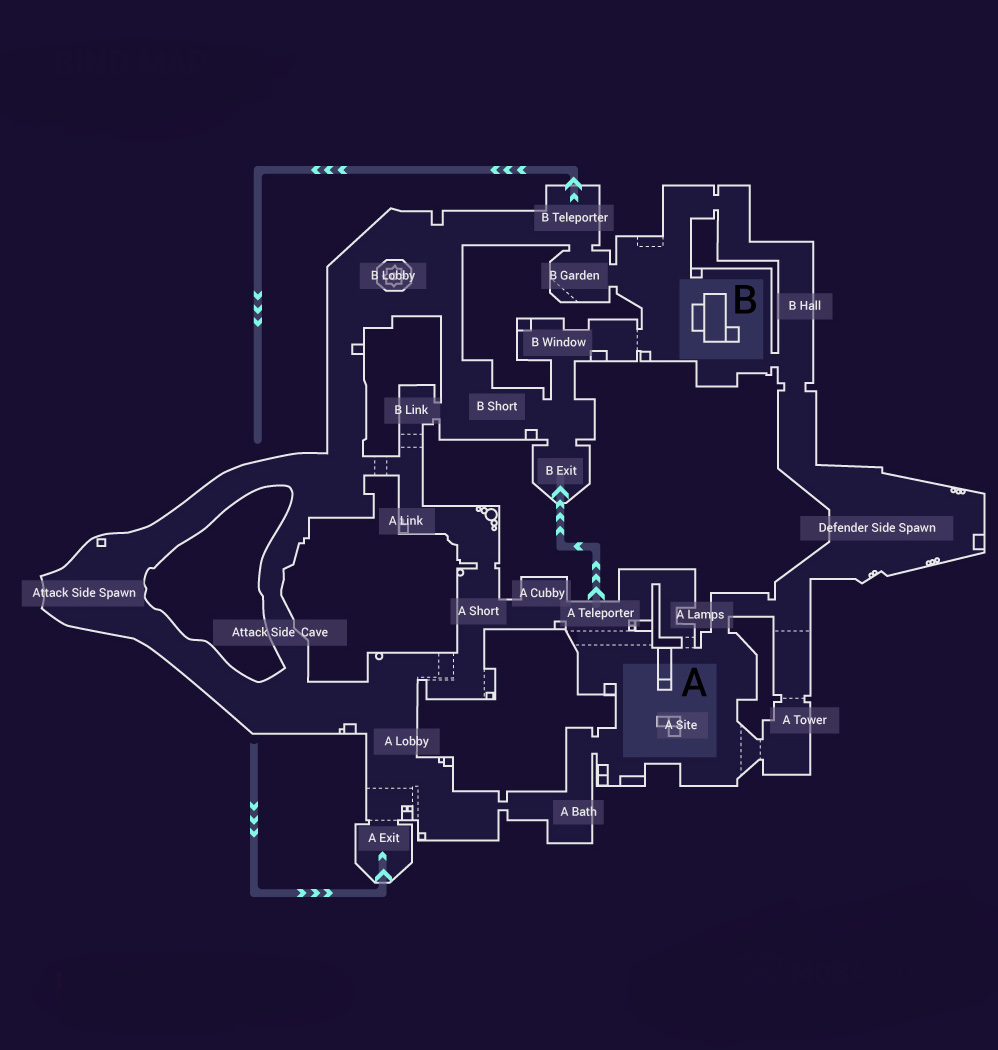 B Teleporter
B Lobby
B Garden
B
B Hall
B Window
B Link
B Short
B Exit
A Link
Defender Side Spawn
Attack Side Spawn
A Cubby
A Short
A Teleporter
A Lamps
Attack Side Cave
A
A Site
A Tower
A Lobby
A Bath
A Exit